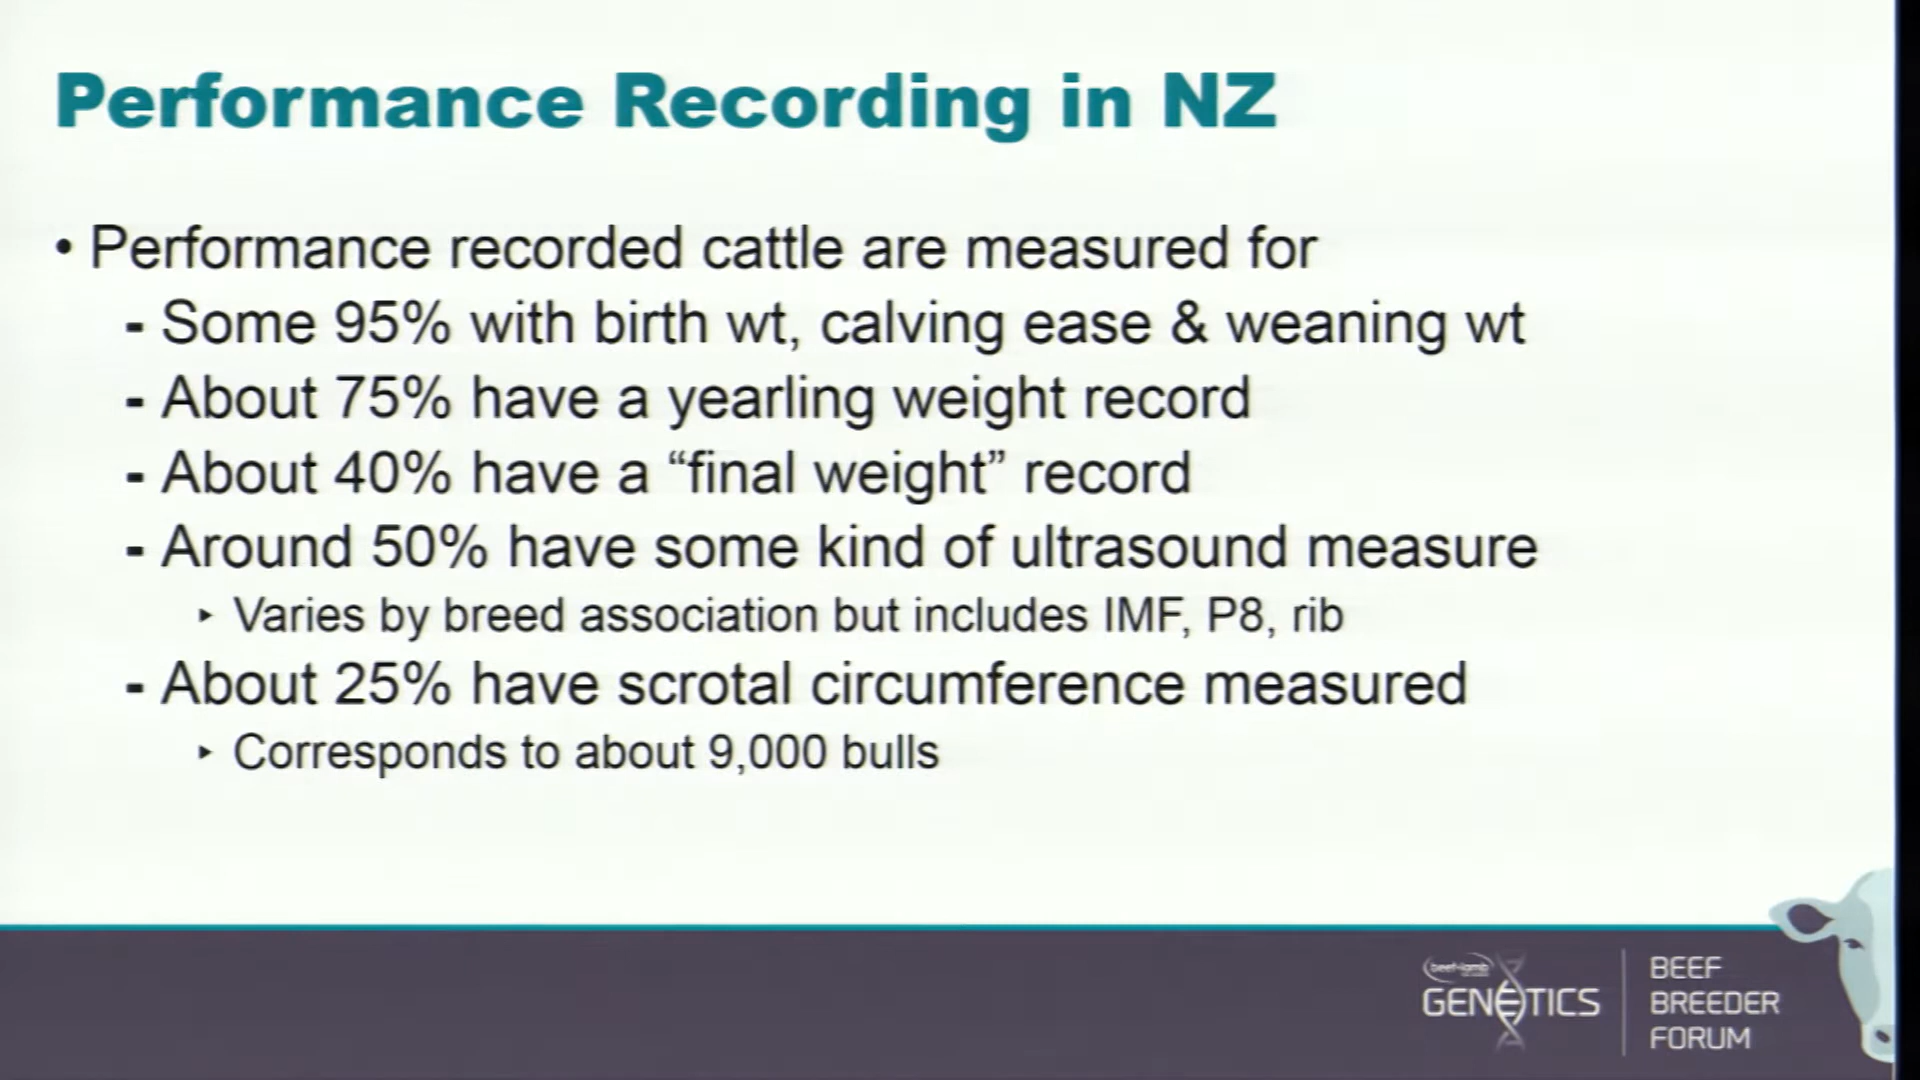 Performance Recording in NZ
• Performance recorded cattle are measured for
- Some 95% with birth wt, calving ease & weaning wt
- About 75% have a yearling weight record
- About 40% have a “final weight” record
- Around 50% have some kind of ultrasound measure
‣ Varies by breed association but includes IMF, P8, rib
- About 25% have scrotal circumference measured
‣ Corresponds to about 9,000 bulls
beef+lamb
GENETICS
BEEF
BREEDER
FORUM